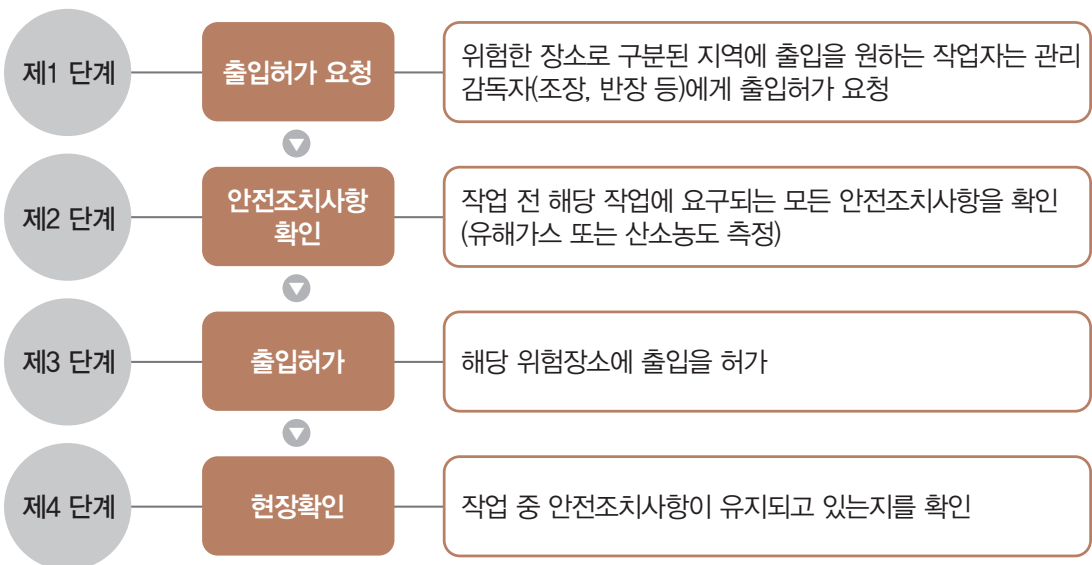 제1 단계
출입허가 요청
위험한 장소로 구분된 지역에 출입을 원하는 작업자는 관리
감독자(조장, 반장 등)에게 출입허가 요청
제2 단계
안전조치사항
확인
작업 전 해당 작업에 요구되는 모든 안전조치사항을 확인
(유해가스 또는 산소농도 측정)
제3 단계
출입허가
해당 위험장소에 출입을 허가
제4 단계
현장확인
작업 중 안전조치사항이 유지되고 있는지를 확인